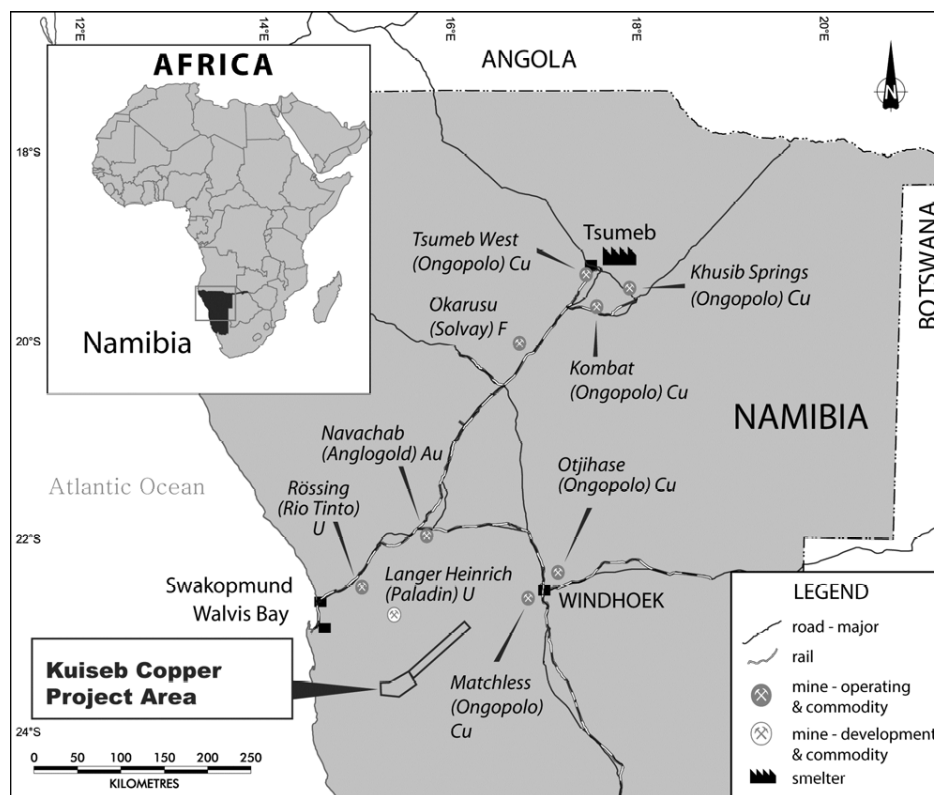 12°E
14°E
16°E
18°E
20°E
AFRICA
Namibia
ANGOLA
N
18°S
BOTSWANA
Tsumeb West
(Ongopolo) Cu
Tsumeb
Khusib Springs
(Ongopolo) Cu
Okarusu
(Solvay) F
20°S
Kombat
(Ongopolo) Cu
NAMIBIA
Navachab
(Anglogold) Au
Otjihase
(Ongopolo) Cu
Atlantic Ocean
Rössing
(Rio Tinto)
U
22°S
Langer Heinrich
(Paladin) U
Swakopmund
Walvis Bay
WINDHOEK
Kuiseb Copper
Project Area
Matchless
(Ongopolo)
Cu
24°S
0 50 100 150 200 250
KILOMETRES
LEGEND
road - major
rail
mine - operating
& commodity
mine - development
& commodity
smelter